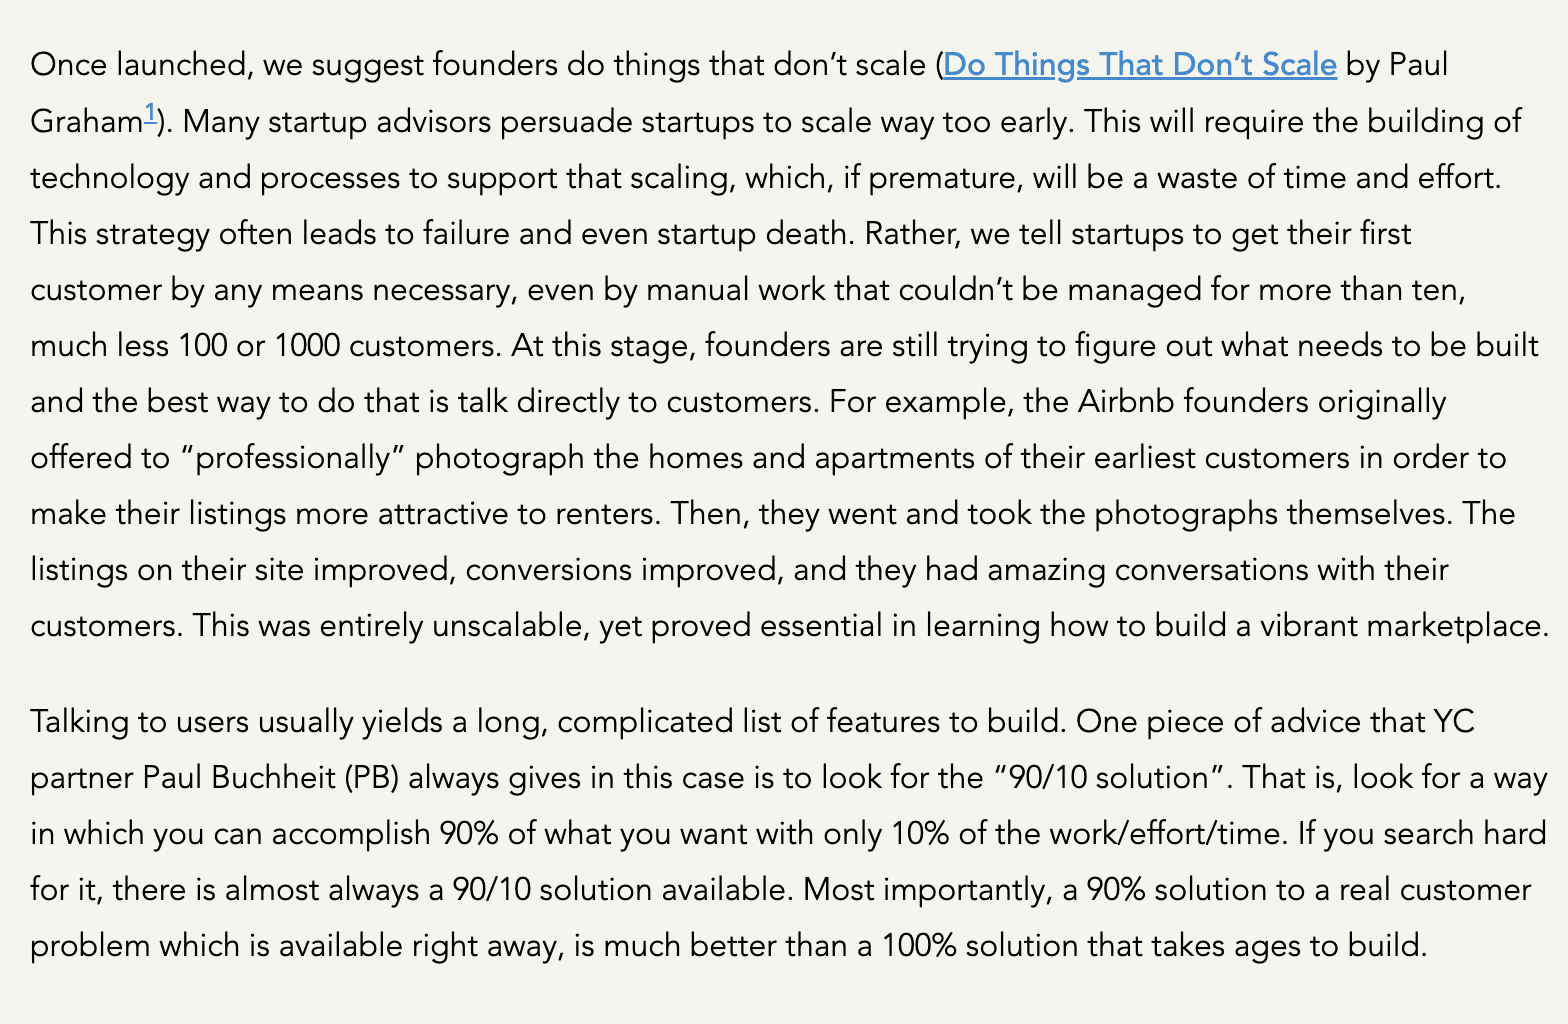 Once launched, we suggest founders do things that don’t scale (Do Things That Don’t Scale by Paul
Graham1). Many startup advisors persuade startups to scale way too early. This will require the building of
technology and processes to support that scaling, which, if premature, will be a waste of time and effort.
This strategy often leads to failure and even startup death. Rather, we tell startups to get their first
customer by any means necessary, even by manual work that couldn’t be managed for more than ten,
much less 100 or 1000 customers. At this stage, founders are still trying to figure out what needs to be built
and the best way to do that is talk directly to customers. For example, the Airbnb founders originally
offered to “professionally” photograph the homes and apartments of their earliest customers in order to
make their listings more attractive to renters. Then, they went and took the photographs themselves. The
listings on their site improved, conversions improved, and they had amazing conversations with their
customers. This was entirely unscalable, yet proved essential in learning how to build a vibrant marketplace.
Talking to users usually yields a long, complicated list of features to build. One piece of advice that YC
partner Paul Buchheit (PB) always gives in this case is to look for the “90/10 solution”. That is, look for a way
in which you can accomplish 90% of what you want with only 10% of the work/effort/time. If you search hard
for it, there is almost always a 90/10 solution available. Most importantly, a 90% solution to a real customer
problem which is available right away, is much better than a 100% solution that takes ages to build.